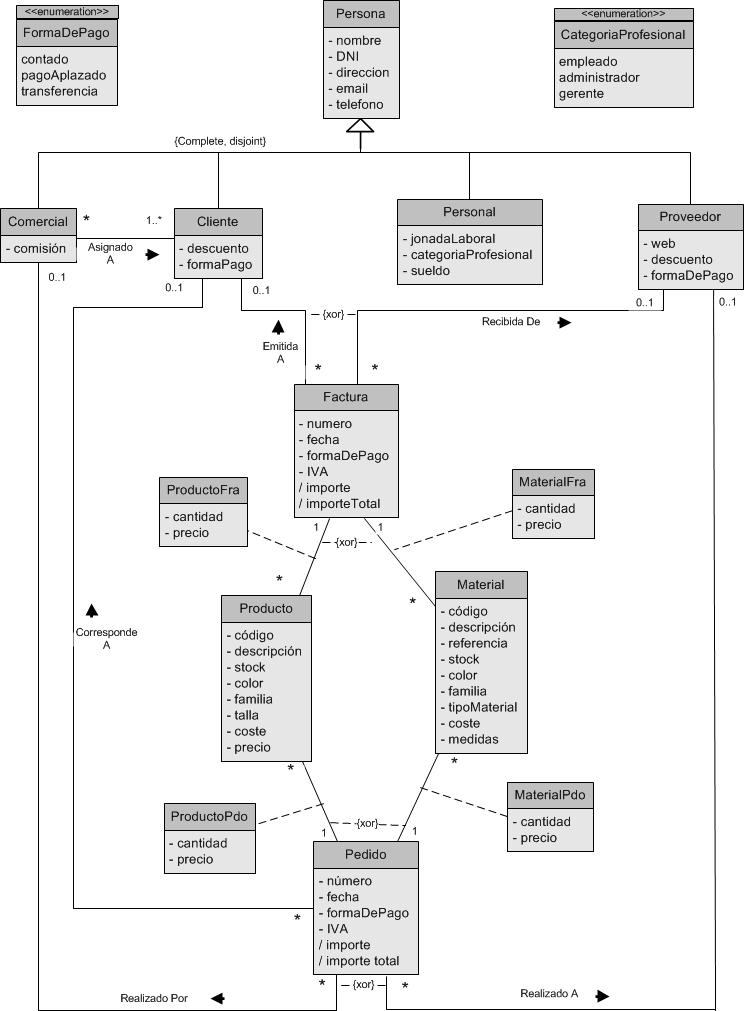 <<enumeration>>
FormaDePago
contado
pagoAplazado
transferencia
Persona
- nombre
- DNI
- direccion
- email
- telefono
<<enumeration>>
CategoriaProfesional
empleado
administrador
gerente
{Complete, disjoint}
Comercial
- comisión
*
1..*
Asignado
A
Cliente
- descuento
- formaPago
Personal
- jonadaLaboral
- categoriaProfesional
- sueldo
Proveedor
- web
- descuento
- formaDePago
0..1
0..1
0..1
0..1
0..1
{xor}
Emitida
A
Recibida De
*
*
Factura
- numero
- fecha
- formaDePago
- IVA
/ importe
/ importeTotal
ProductoFra
- cantidad
- precio
MaterialFra
- cantidad
- precio
1
1
{xor}
*
*
Producto
- código
- descripción
- stock
- color
- familia
- talla
- coste
- precio
Material
- código
- descripción
- referencia
- stock
- color
- familia
- tipoMaterial
- coste
- medidas
Corresponde
A
*
*
ProductoPdo
- cantidad
- precio
MaterialPdo
- cantidad
- precio
1
{xor}
1
Pedido
- número
- fecha
- formaDePago
- IVA
/ importe
/ importe total
*
*
{xor}
*
Realizado Por
Realizado A